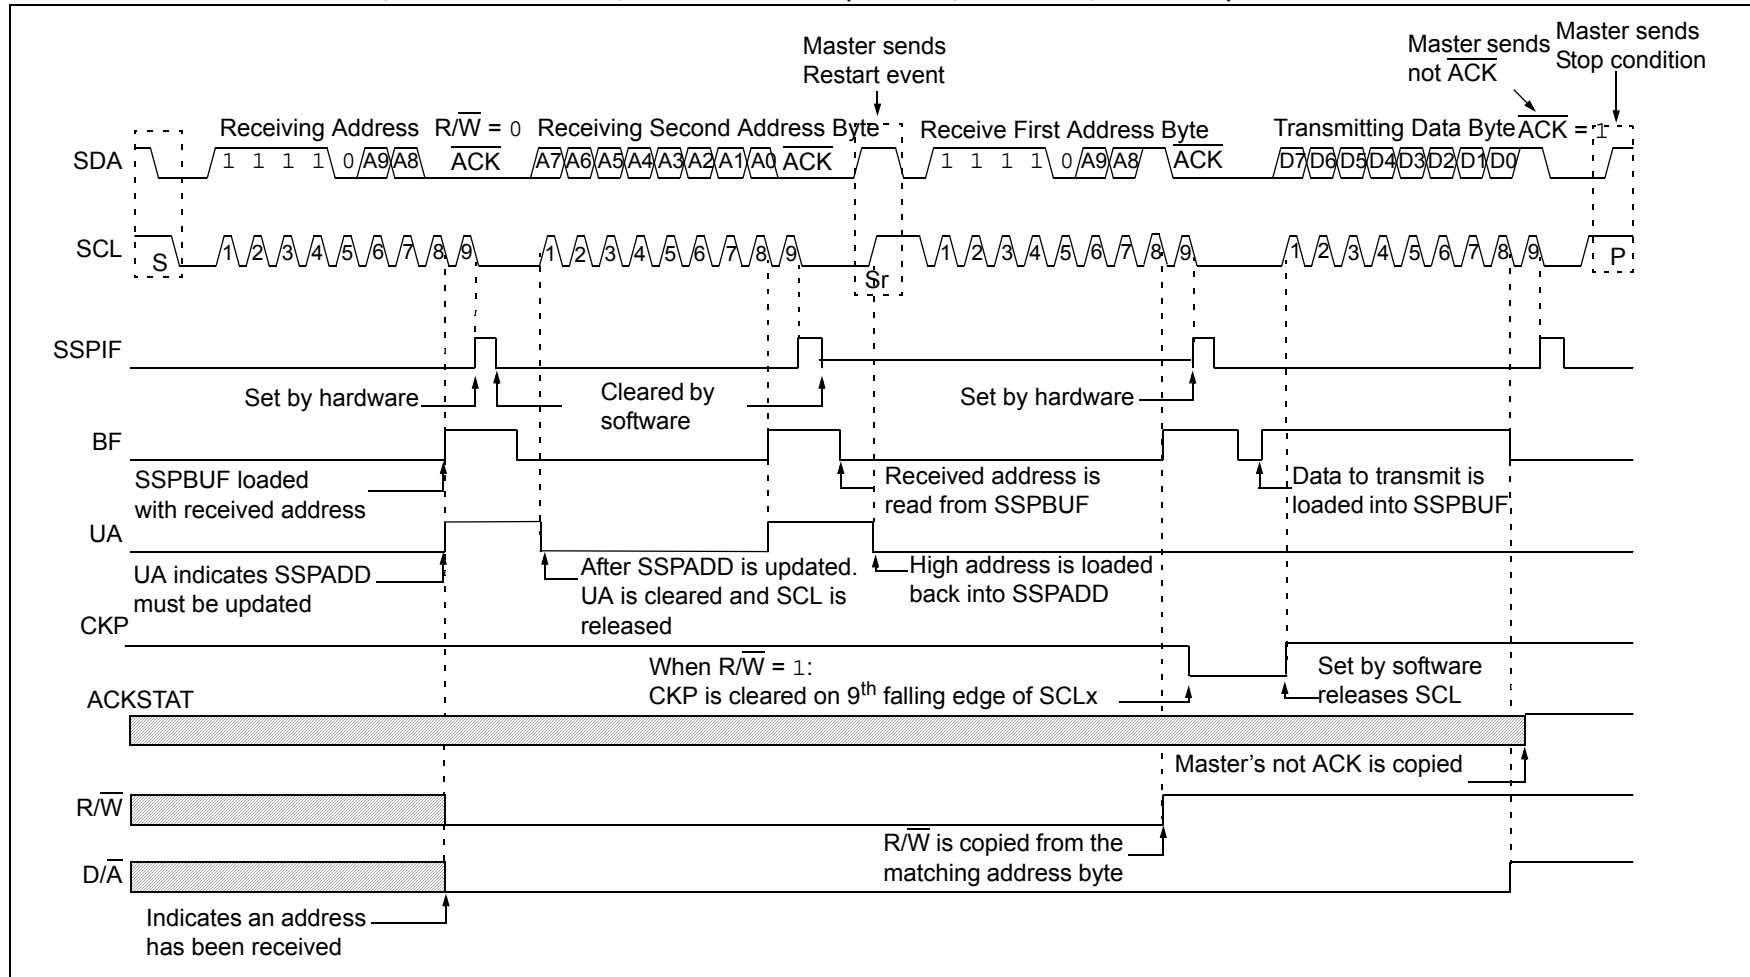 Master sends
Restart event
Master sends
not ACK
Master sends
Stop condition
Receiving Address R/W = 0 Receiving Second Address Byte Receive First Address Byte Transmitting Data Byte ACK = 1
SDA 1 1 1 1 0 A9 A8 ACK A7 A6 A5 A4 A3 A2 A1 A0 ACK 1 1 1 1 0 A9 A8 ACK D7 D6 D5 D4 D3 D2 D1 D0
SCL S 1 2 3 4 5 6 7 8 9 1 2 3 4 5 6 7 8 9 Sr 1 2 3 4 5 6 7 8 9 1 2 3 4 5 6 7 8 9 P
SSPIF
Set by hardware
Cleared by
software
Set by hardware
BF
SSPBUF loaded
with received address
Received address is
read from SSPBUF
Data to transmit is
loaded into SSPBUF
UA
UA indicates SSPADD
must be updated
After SSPADD is updated.
UA is cleared and SCL is
released
High address is loaded
back into SSPADD
CKP
When R/W = 1:
CKP is cleared on 9th falling edge of SCLx
Set by software
releases SCL
ACKSTAT
Master's not ACK is copied
R/W
R/W is copied from the
matching address byte
D/A
Indicates an address
has been received